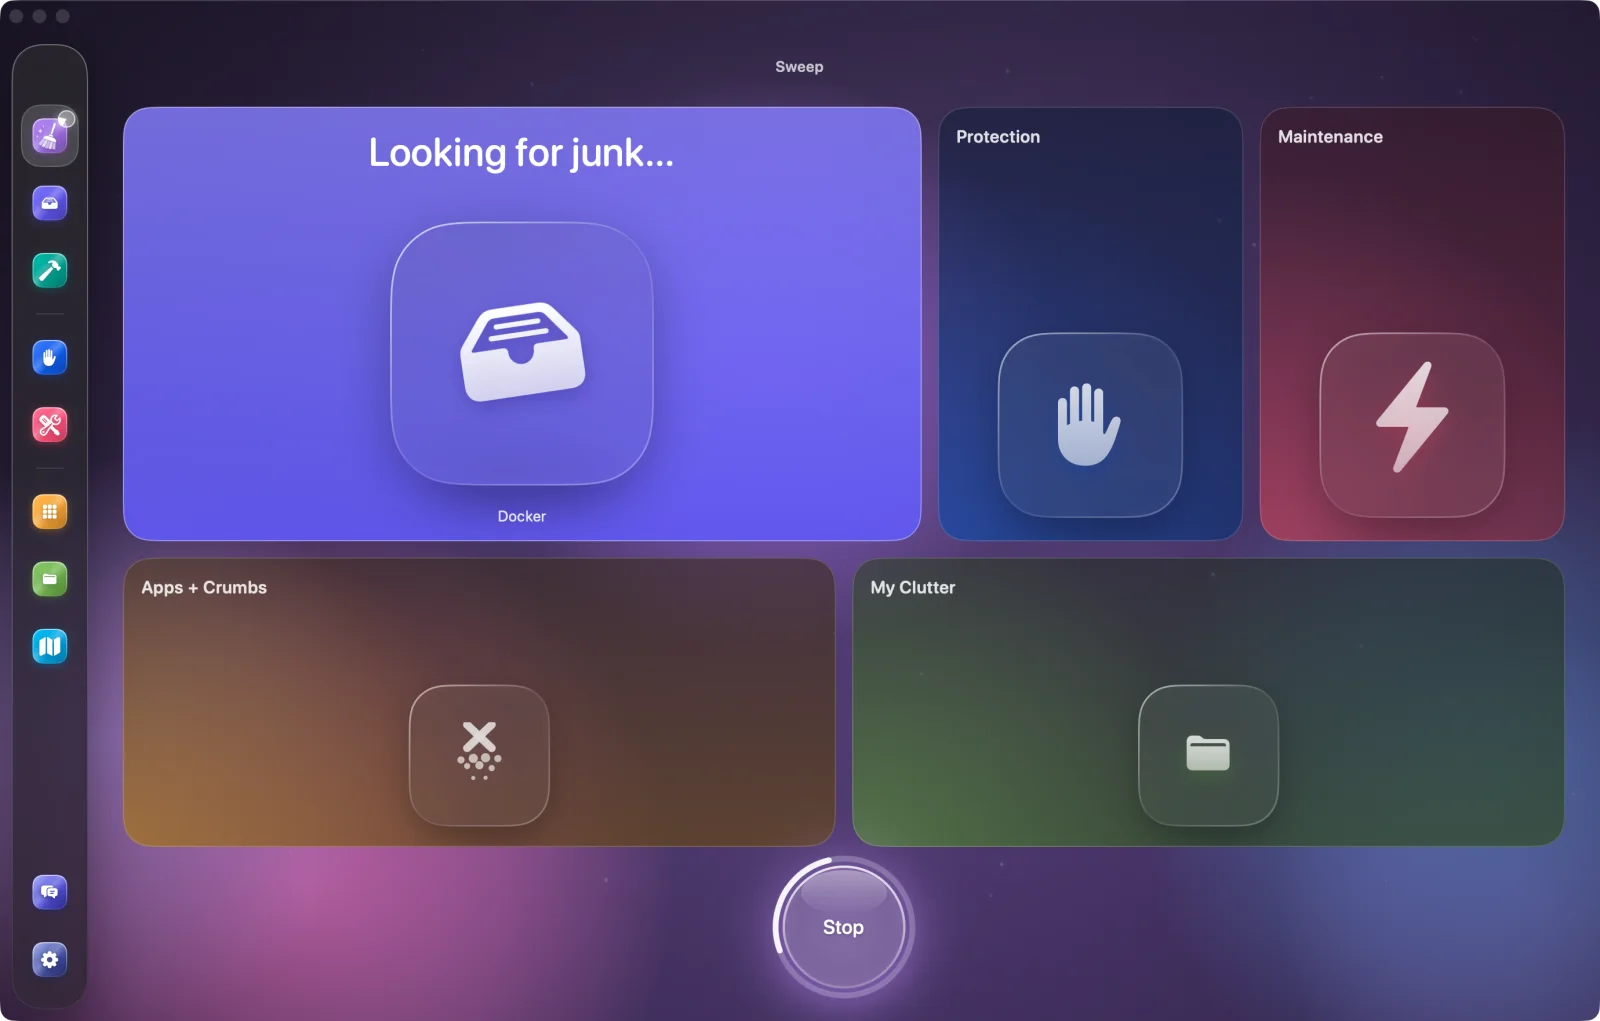 Sweep
Looking for junk...
Docker
Protection
Maintenance
Apps + Crumbs
My Clutter
Stop